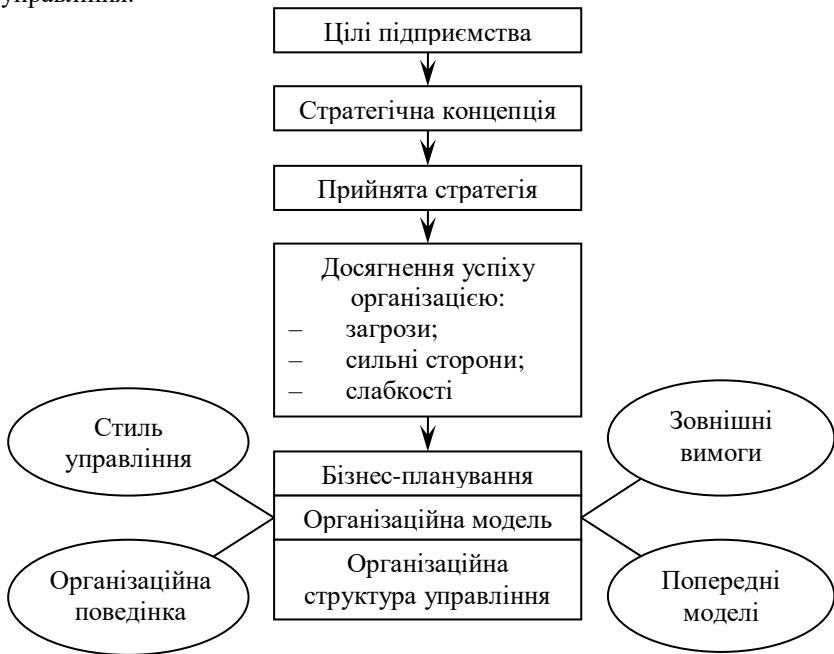 управління.
Цілі підприємства
Стратегічна концепція
Прийнята стратегія
Досягнення успіху
організацією:
– загрози;
– сильні сторони;
– слабкості
Стиль
управління
Зовнішні
вимоги
Бізнес-планування
Організаційна модель
Організаційна
структура управління
Організаційна
поведінка
Попередні
моделі